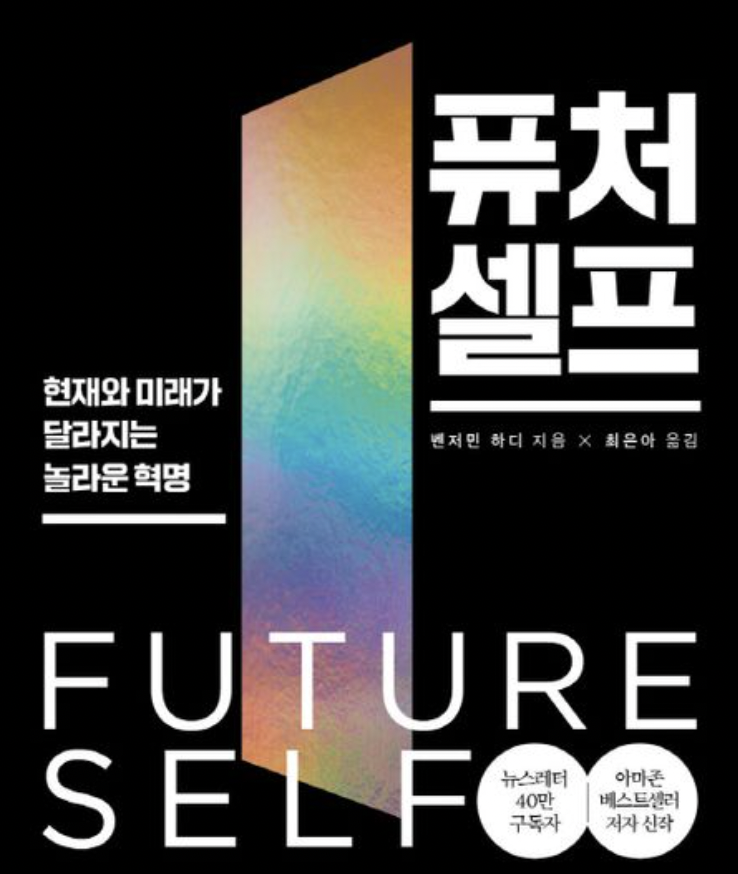 퓨처
셀프
벤저민 하디 지음 × 최은아 옮김
현재와 미래가
달라지는
놀라운 혁명
FUTURE
SELF
뉴스레터
40만
구독자
아마존
베스트셀러
저자 신작